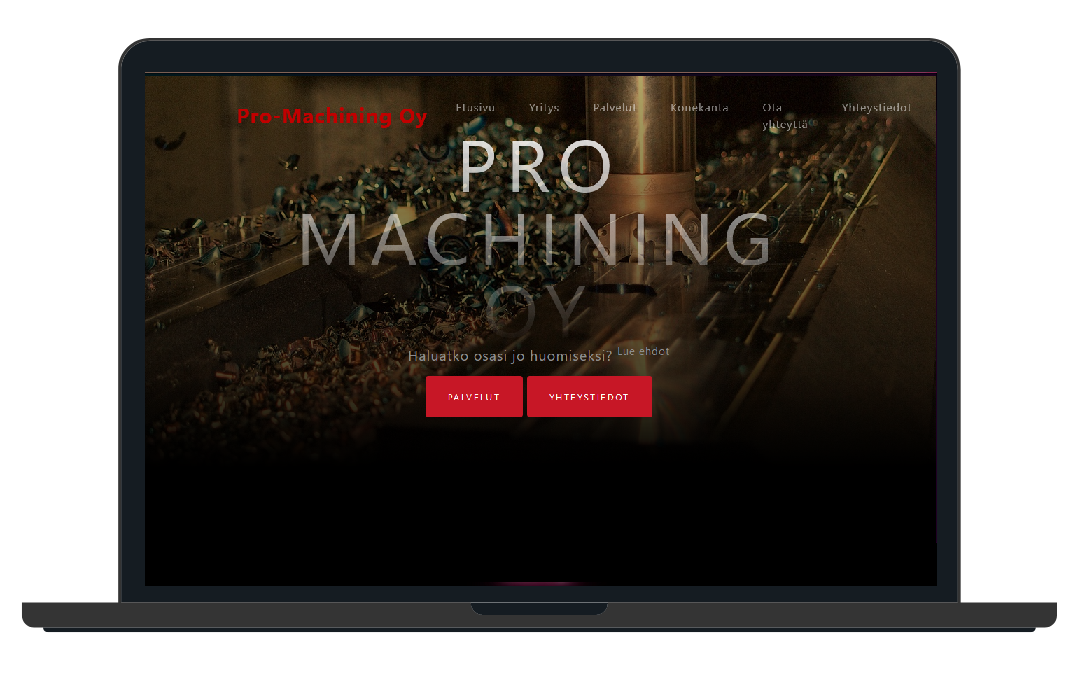 Pro-Machining Oy
Etusivu Yritys Palvelut Konekanta Ota yhteyttä Yhteystiedot
PRO
MACHINING
OY
Haluatko osasi jo huomiseksi? Lue ehdot
PALVELUT YHTEYSTIEDOT